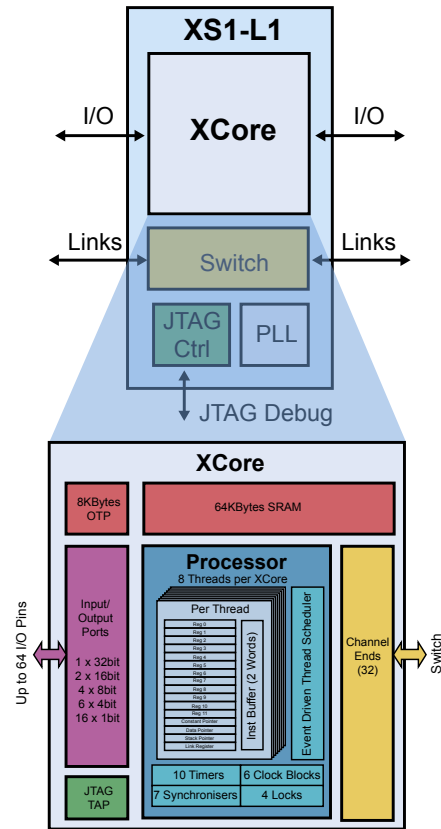 XS1-L1
I/O
XCore
I/O
Links
Switch
Links
JTAG
Ctrl
PLL
JTAG Debug
XCore
8KBytes
OTP
64KBytes SRAM
Up to 64 I/O Pins
Input/
Output
Ports
1 x 32bit
2 x 16bit
4 x 8bit
6 x 4bit
16 x 1bit
JTAG
TAP
Processor
8 Threads per XCore
Per Thread
Reg 0
Reg 1
Reg 2
Reg 3
Reg 4
Reg 5
Reg 6
Reg 7
Reg 8
Reg 9
Reg 10
Reg 11
Constant Pointer
Data Pointer
Stack Pointer
Link Register
Inst Buffer (2 Words)
Event Driven Thread Scheduler
10 Timers
6 Clock Blocks
7 Synchronisers
4 Locks
Channel
Ends
(32)
Switch